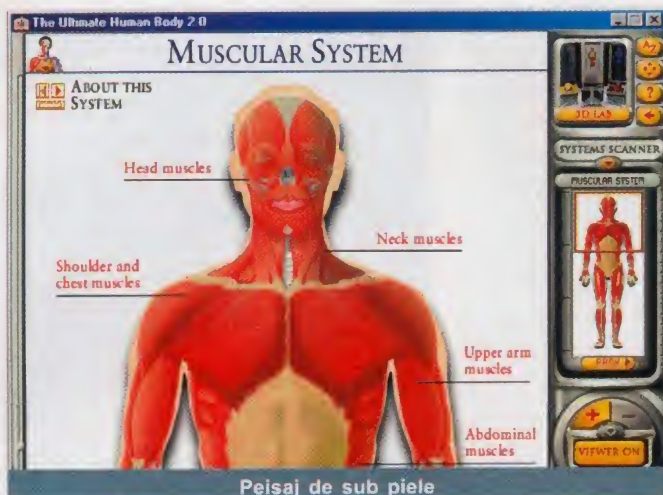 The Ultimate Human Body 2.0
MUSCULAR SYSTEM
ABOUT THIS
SYSTEM
Head muscles
Neck muscles
Shoulder and
chest muscles
Upper arm
muscles
Abdominal
muscles
3D LAB
A-Z
?
SYSTEMS SCANNER
MUSCULAR SYSTEM
BACK
VIEWER ON
Peisaj de sub piele